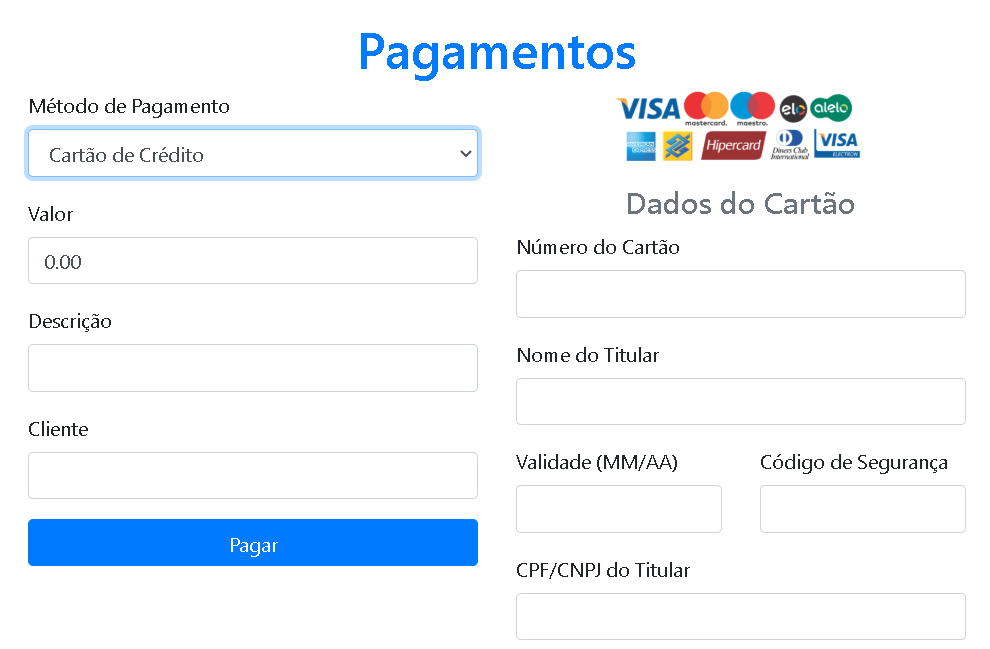 Pagamentos
Método de Pagamento
Cartão de Crédito
Valor
0.00
Descrição
Cliente
Pagar
VISA mastercard. maestro. elo alelo
AMERICAN EXPRESS Hipercard Diners Club International VISA ELECTRON
Dados do Cartão
Número do Cartão
Nome do Titular
Validade (MM/AA) Código de Segurança
CPF/CNPJ do Titular